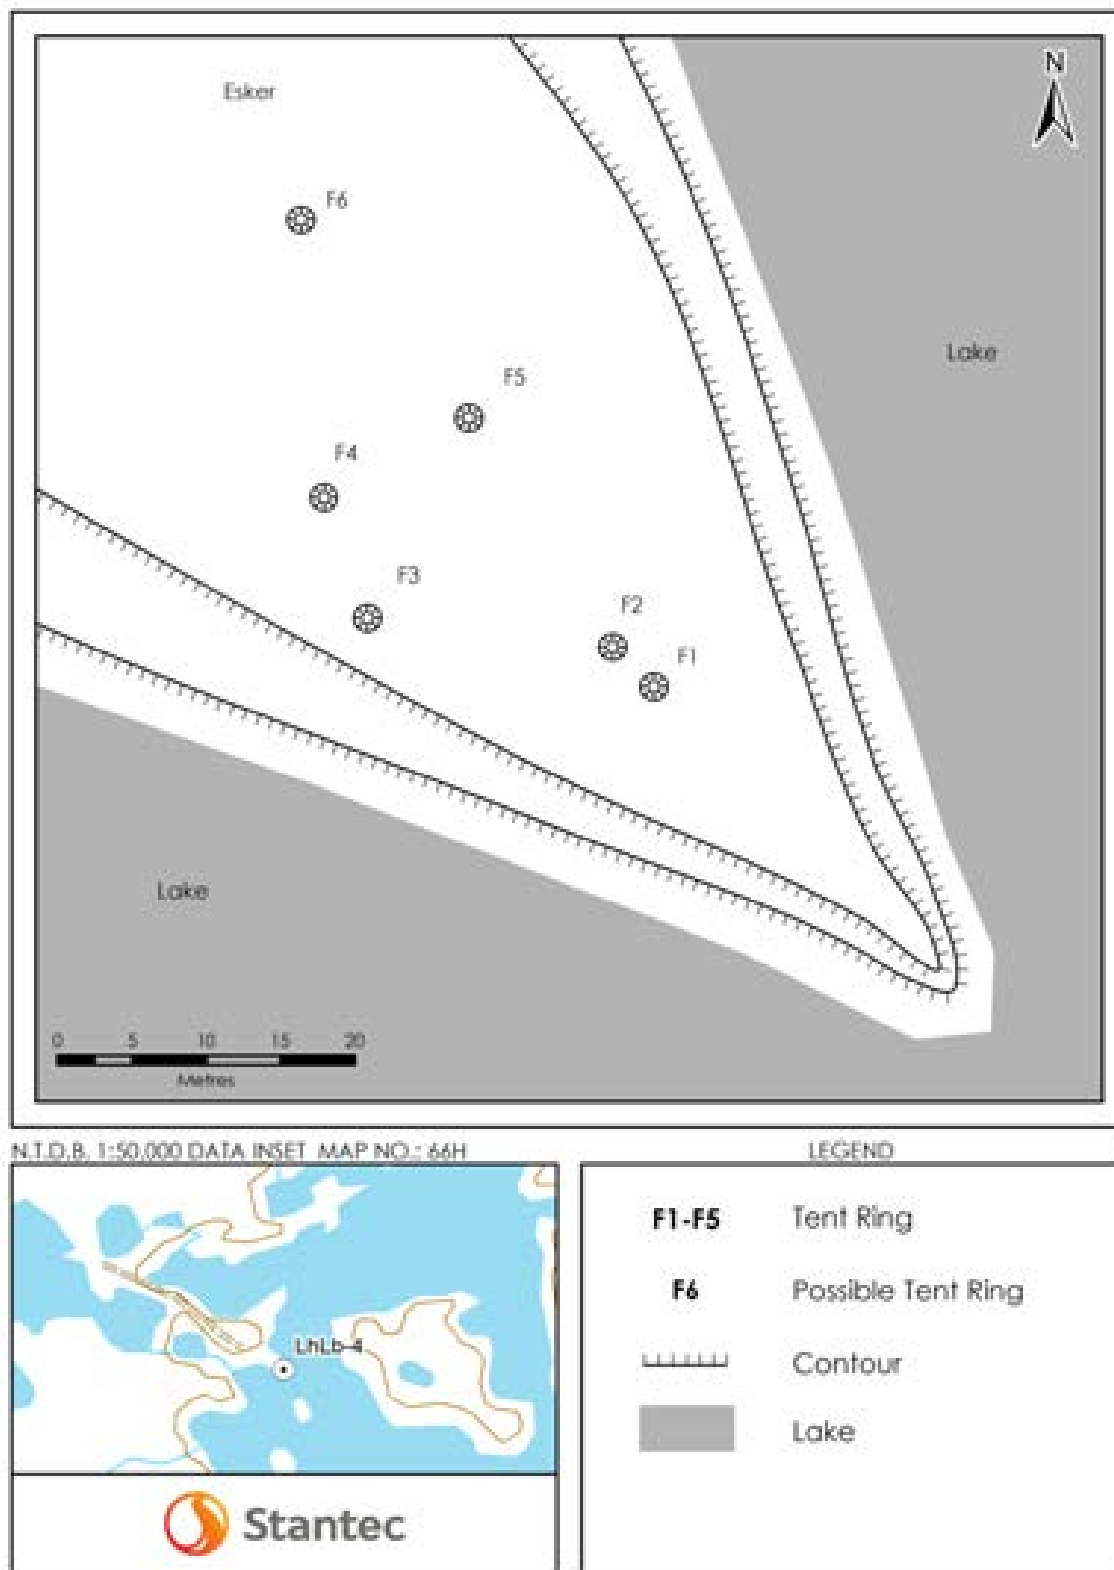 N
Esker
F6
Lake
F5
F4
F3
F2
F1
Lake
0 5 10 15 20
Metres
N.T.D.B. 1:50,000 DATA INSET MAP NO.: 66H
LhLb-4
Stantec
LEGEND
F1-F5 Tent Ring
F6 Possible Tent Ring
Contour
Lake